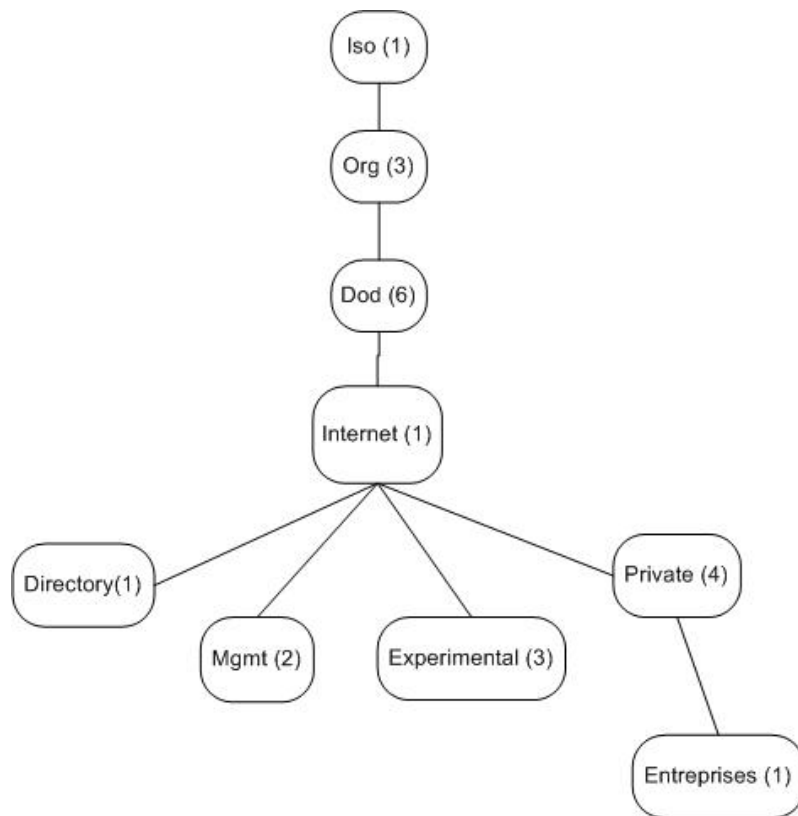 Iso (1)
Org (3)
Dod (6)
Internet (1)
Directory(1)
Mgmt (2)
Experimental (3)
Private (4)
Entreprises (1)